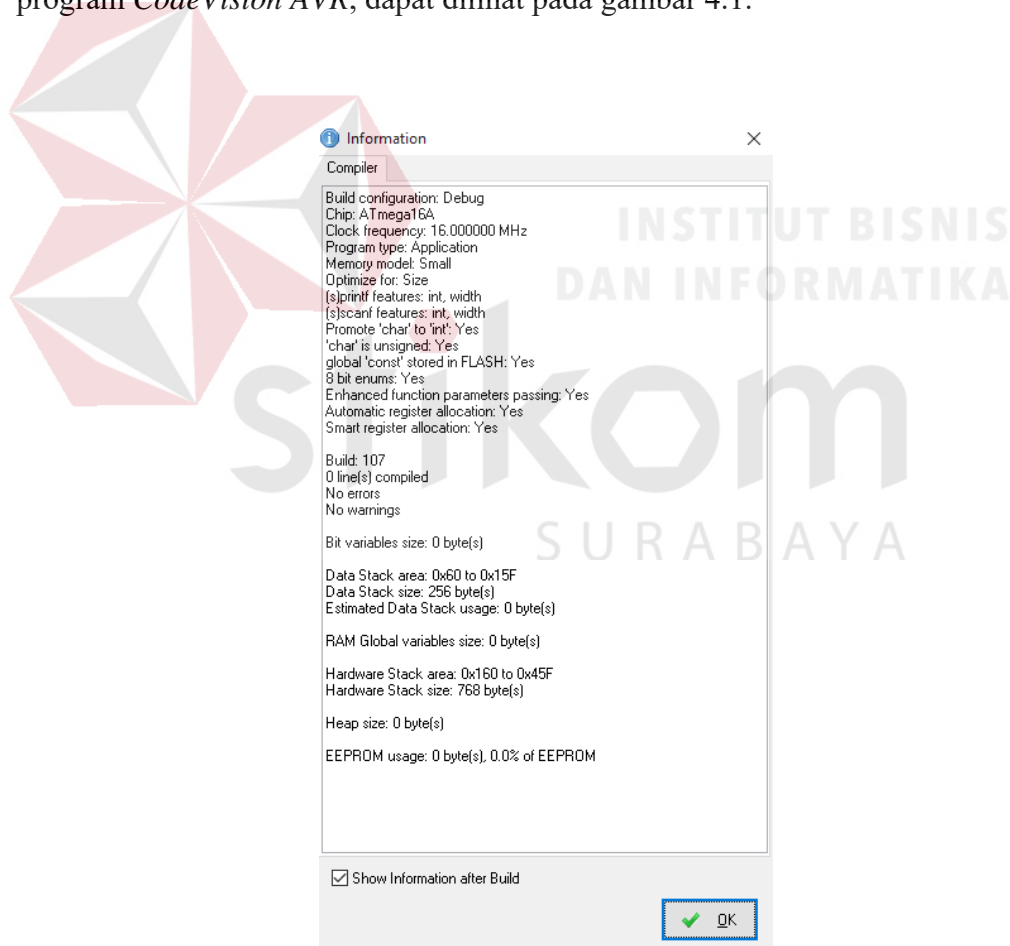 program CodeVision AVR, dapat dilihat pada gambar 4.1.
Information
Compiler
Build configuration: Debug
Chip: ATmega16A
Clock frequency: 16.000000 MHz
Program type: Application
Memory model: Small
Optimize for: Size
(s)printf features: int, width
(s)scanf features: int, width
Promote 'char' to 'int': Yes
'char' is unsigned: Yes
global 'const' stored in FLASH: Yes
8 bit enums: Yes
Enhanced function parameters passing: Yes
Automatic register allocation: Yes
Smart register allocation: Yes
Build: 107
0 line(s) compiled
No errors
No warnings
Bit variables size: 0 byte(s)
Data Stack area: 0x60 to 0x15F
Data Stack size: 256 byte(s)
Estimated Data Stack usage: 0 byte(s)
RAM Global variables size: 0 byte(s)
Hardware Stack area: 0x160 to 0x45F
Hardware Stack size: 768 byte(s)
Heap size: 0 byte(s)
EEPROM usage: 0 byte(s), 0.0% of EEPROM
Show Information after Build
OK
INSTITUT BISNIS
DAN INFORMATIKA
stikom
SURABAYA